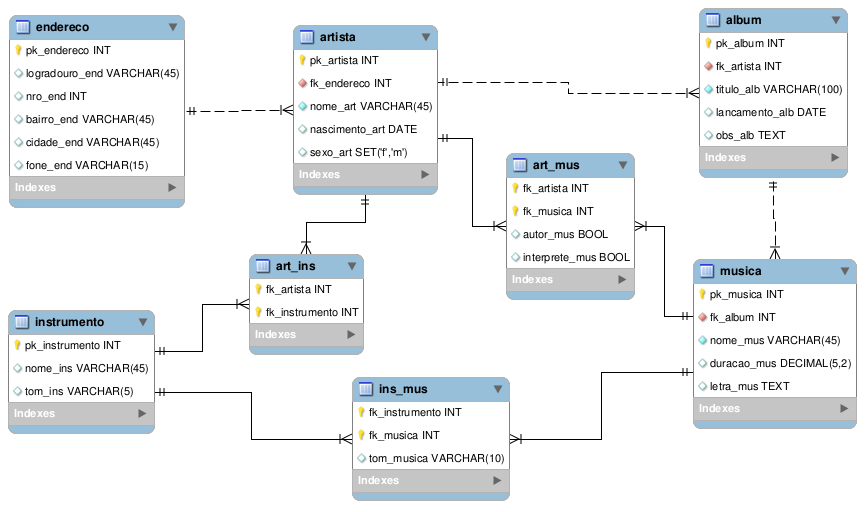 endereco
pk_endereco INT
logradouro_end VARCHAR(45)
nro_end INT
bairro_end VARCHAR(45)
cidade_end VARCHAR(45)
fone_end VARCHAR(15)
Indexes
artista
pk_artista INT
fk_endereco INT
nome_art VARCHAR(45)
nascimento_art DATE
sexo_art SET('f','m')
Indexes
album
pk_album INT
fk_artista INT
titulo_alb VARCHAR(100)
lancamento_alb DATE
obs_alb TEXT
Indexes
art_mus
fk_artista INT
fk_musica INT
autor_mus BOOL
interprete_mus BOOL
Indexes
art_ins
fk_artista INT
fk_instrumento INT
Indexes
musica
pk_musica INT
fk_album INT
nome_mus VARCHAR(45)
duracao_mus DECIMAL(5,2)
letra_mus TEXT
Indexes
instrumento
pk_instrumento INT
nome_ins VARCHAR(45)
tom_ins VARCHAR(5)
Indexes
ins_mus
fk_instrumento INT
fk_musica INT
tom_musica VARCHAR(10)
Indexes